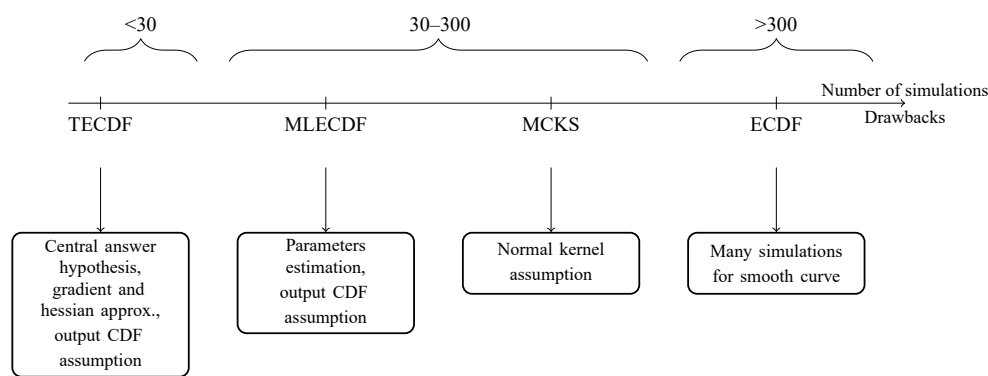 <30
30–300
>300
Number of simulations
Drawbacks
TECDF
MLECDF
MCKS
ECDF
Central answer
hypothesis,
gradient and
hessian approx.,
output CDF
assumption
Parameters
estimation,
output CDF
assumption
Normal kernel
assumption
Many simulations
for smooth curve